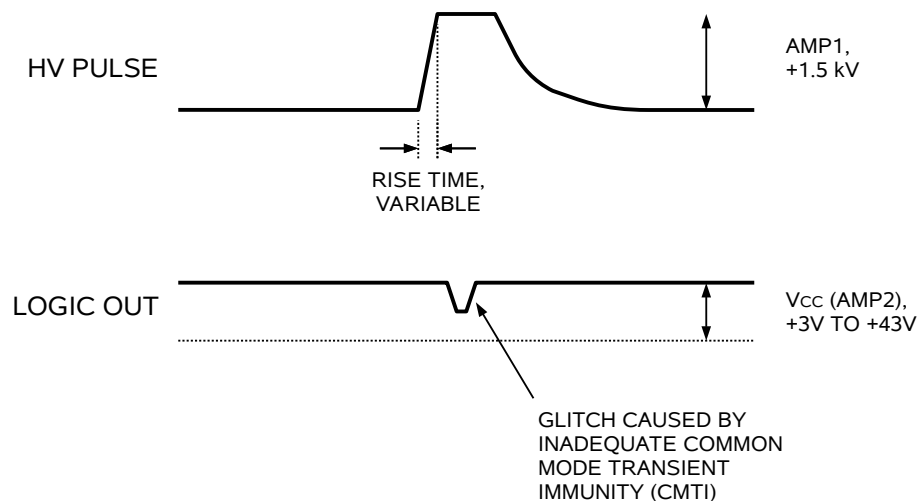 HV PULSE
AMP1,
+1.5 kV
RISE TIME,
VARIABLE
LOGIC OUT
VCC (AMP2),
+3V TO +43V
GLITCH CAUSED BY
INADEQUATE COMMON
MODE TRANSIENT
IMMUNITY (CMTI)